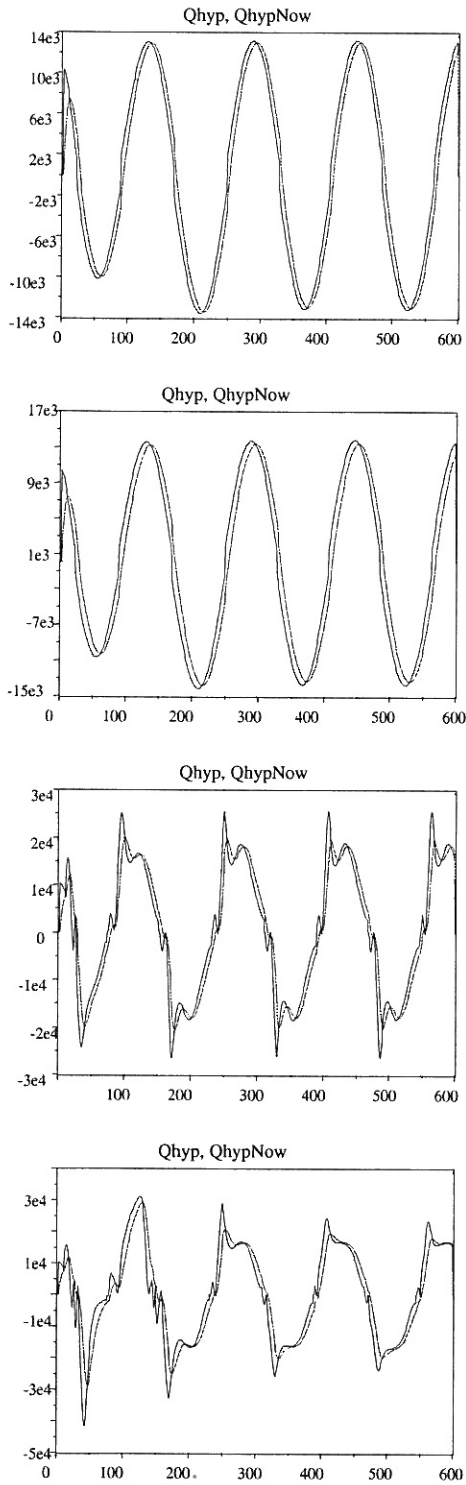 Qhyp, QhypNow
14e3
10e3
6e3
2e3
-2e3
-6e3
-10e3
-14e3
0 100 200 300 400 500 600
Qhyp, QhypNow
17e3
9e3
1e3
-7e3
-15e3
0 100 200 300 400 500 600
Qhyp, QhypNow
3e4
2e4
1e4
0
-1e4
-2e4
-3e4
100 200 300 400 500 600
Qhyp, QhypNow
3e4
1e4
-1e4
-3e4
-5e4
0 100 200 300 400 500 600